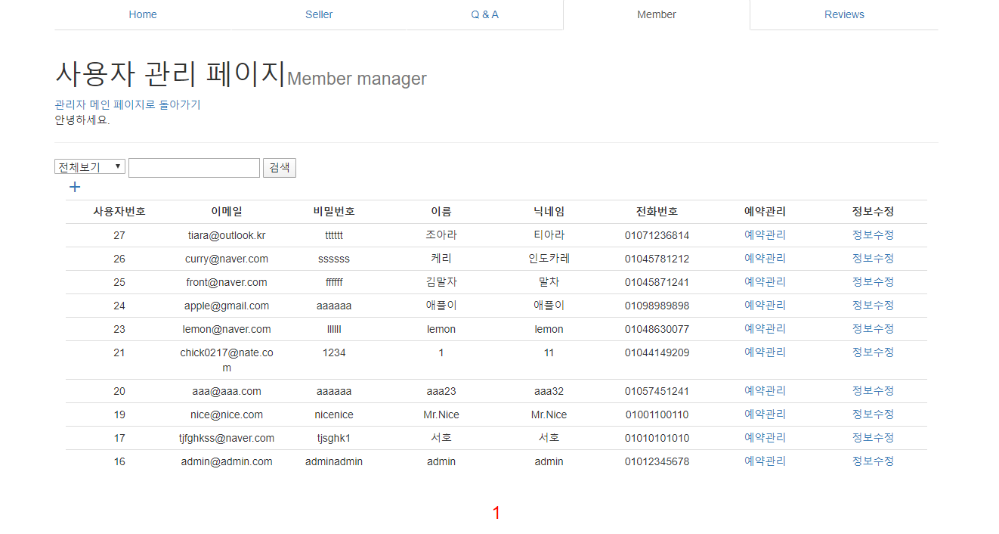 Home Seller Q & A Member Reviews
사용자 관리 페이지Member manager
관리자 메인 페이지로 돌아가기
안녕하세요.
전체보기 검색
+
사용자번호 이메일 비밀번호 이름 닉네임 전화번호 예약관리 정보수정
27 tiara@outlook.kr tttttt 조아라 티아라 01071236814 예약관리 정보수정
26 curry@naver.com ssssss 케리 인도카레 01045781212 예약관리 정보수정
25 front@naver.com ffffff 김말자 말차 01045871241 예약관리 정보수정
24 apple@gmail.com aaaaaa 애플이 애플이 01098989898 예약관리 정보수정
23 lemon@naver.com llllll lemon lemon 01048630077 예약관리 정보수정
21 chick0217@nate.co 1234 1 11 01044149209 예약관리 정보수정
m
20 aaa@aaa.com aaaaaa aaa23 aaa32 01057451241 예약관리 정보수정
19 nice@nice.com nicenice Mr.Nice Mr.Nice 01001100110 예약관리 정보수정
17 tjfghkss@naver.com tjsghk1 서호 서호 01010101010 예약관리 정보수정
16 admin@admin.com adminadmin admin admin 01012345678 예약관리 정보수정
1